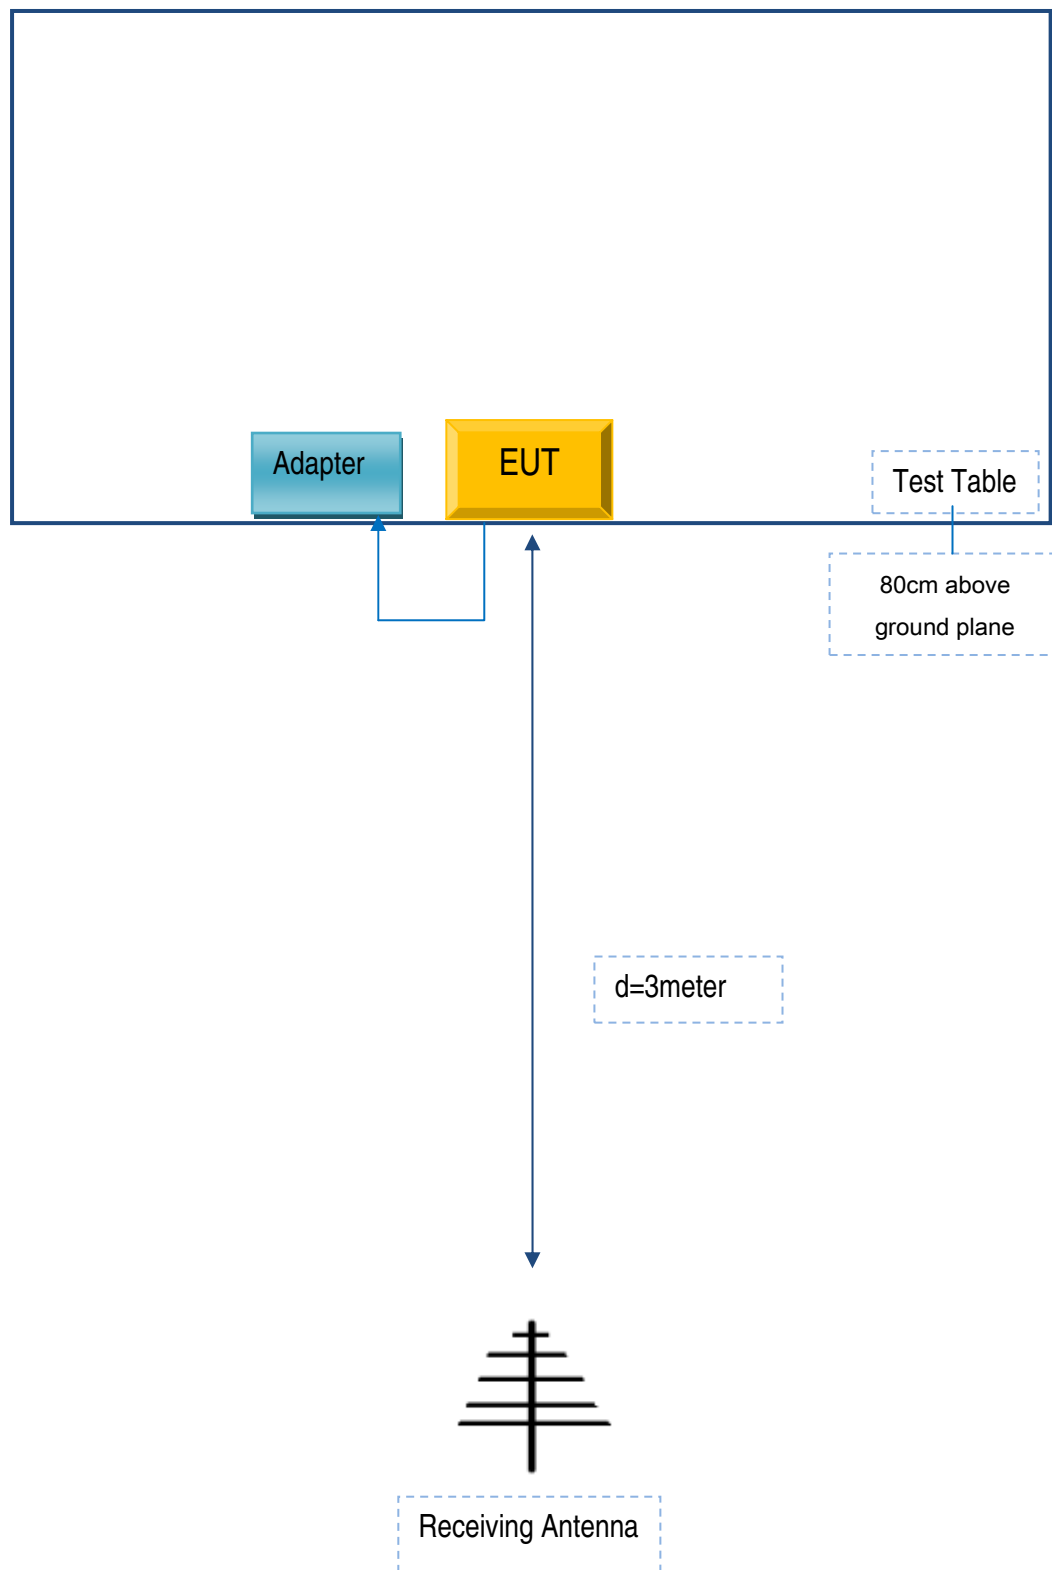 Adapter
EUT
Test Table
80cm above
ground plane
d=3meter
Receiving Antenna